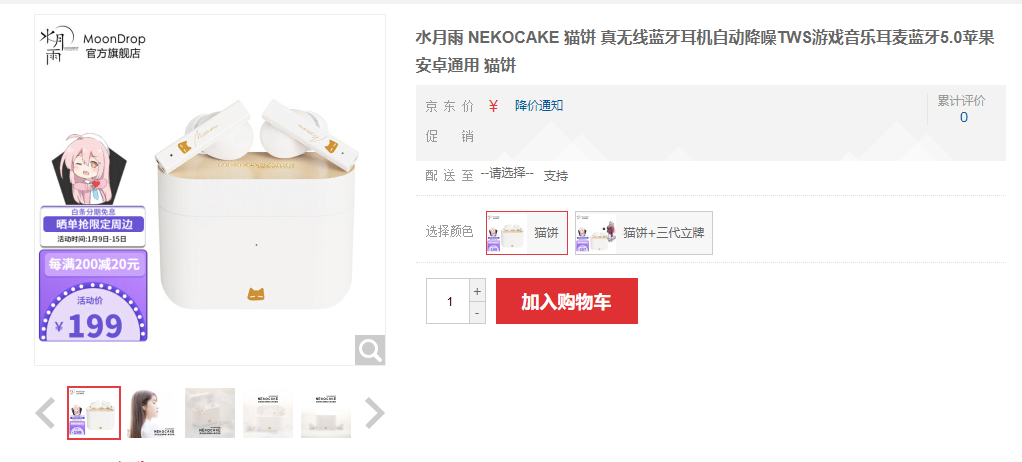 水月雨
MoonDrop
官方旗舰店
白条分期免息
晒单抢限定周边
活动时间:1月9日-15日
每满200减20元
活动价
¥199
水月雨 NEKOCAKE 猫饼 真无线蓝牙耳机自动降噪TWS游戏音乐耳麦蓝牙5.0苹果
安卓通用 猫饼
京东价 ¥ 降价通知
累计评价
0
促销
配送至 --请选择-- 支持
选择颜色 猫饼 猫饼+三代立牌
1 + -
加入购物车
NEKOCAKE
NEKOCAKE
NEKOCAKE
NEKOCAKE